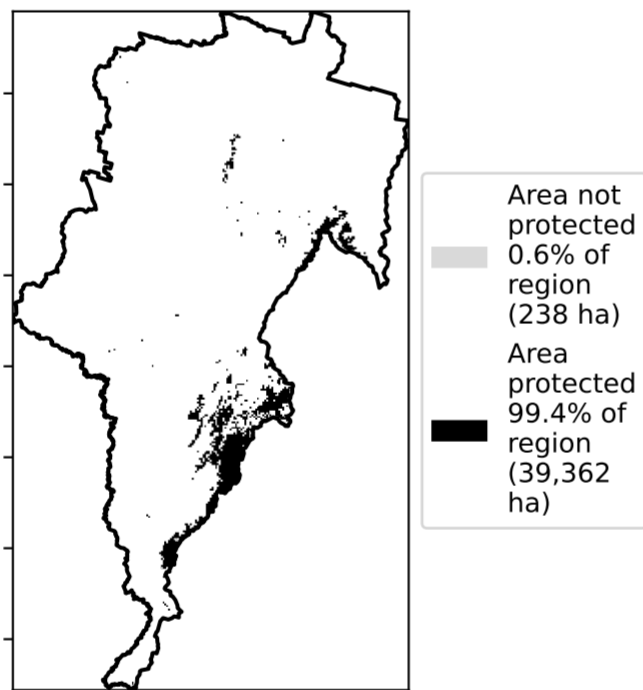 Area not
protected
0.6% of
region
(238 ha)
Area
protected
99.4% of
region
(39,362
ha)